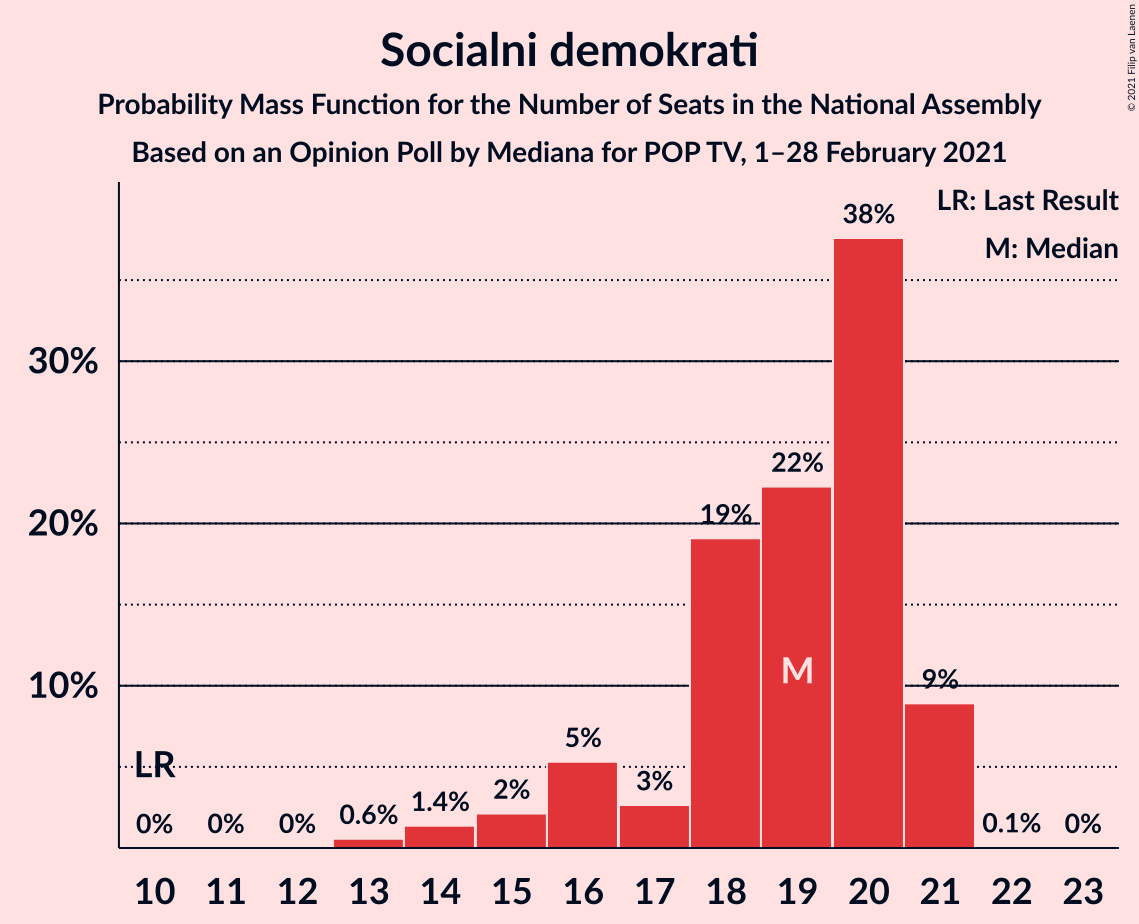 Socialni demokrati
Probability Mass Function for the Number of Seats in the National Assembly
Based on an Opinion Poll by Mediana for POP TV, 1–28 February 2021
© 2021 Filip van Laenen
LR: Last Result
M: Median
38%
30%
22%
20%
19%
M
10%
9%
LR
5%
3%
2%
1.4%
0.6%
0% 0% 0% 0.1% 0%
10 11 12 13 14 15 16 17 18 19 20 21 22 23